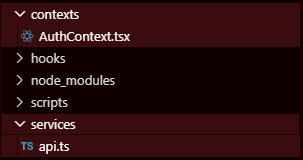 contexts
AuthContext.tsx
hooks
node_modules
scripts
services
TS api.ts